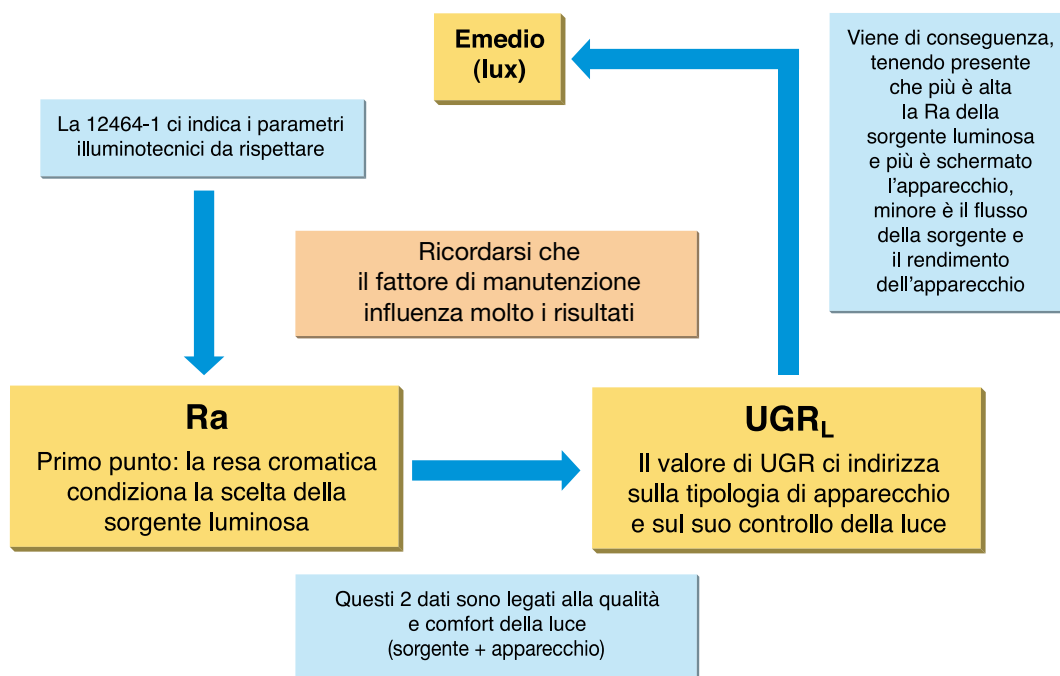 Emedio
(lux)
Viene di conseguenza,
tenendo presente
che più è alta
la Ra della
sorgente luminosa
e più è schermato
l'apparecchio,
minore è il flusso
della sorgente e
il rendimento
dell'apparecchio
La 12464-1 ci indica i parametri
illuminotecnici da rispettare
Ricordarsi che
il fattore di manutenzione
influenza molto i risultati
Ra
Primo punto: la resa cromatica
condiziona la scelta della
sorgente luminosa
UGRL
Il valore di UGR ci indirizza
sulla tipologia di apparecchio
e sul suo controllo della luce
Questi 2 dati sono legati alla qualità
e comfort della luce
(sorgente + apparecchio)